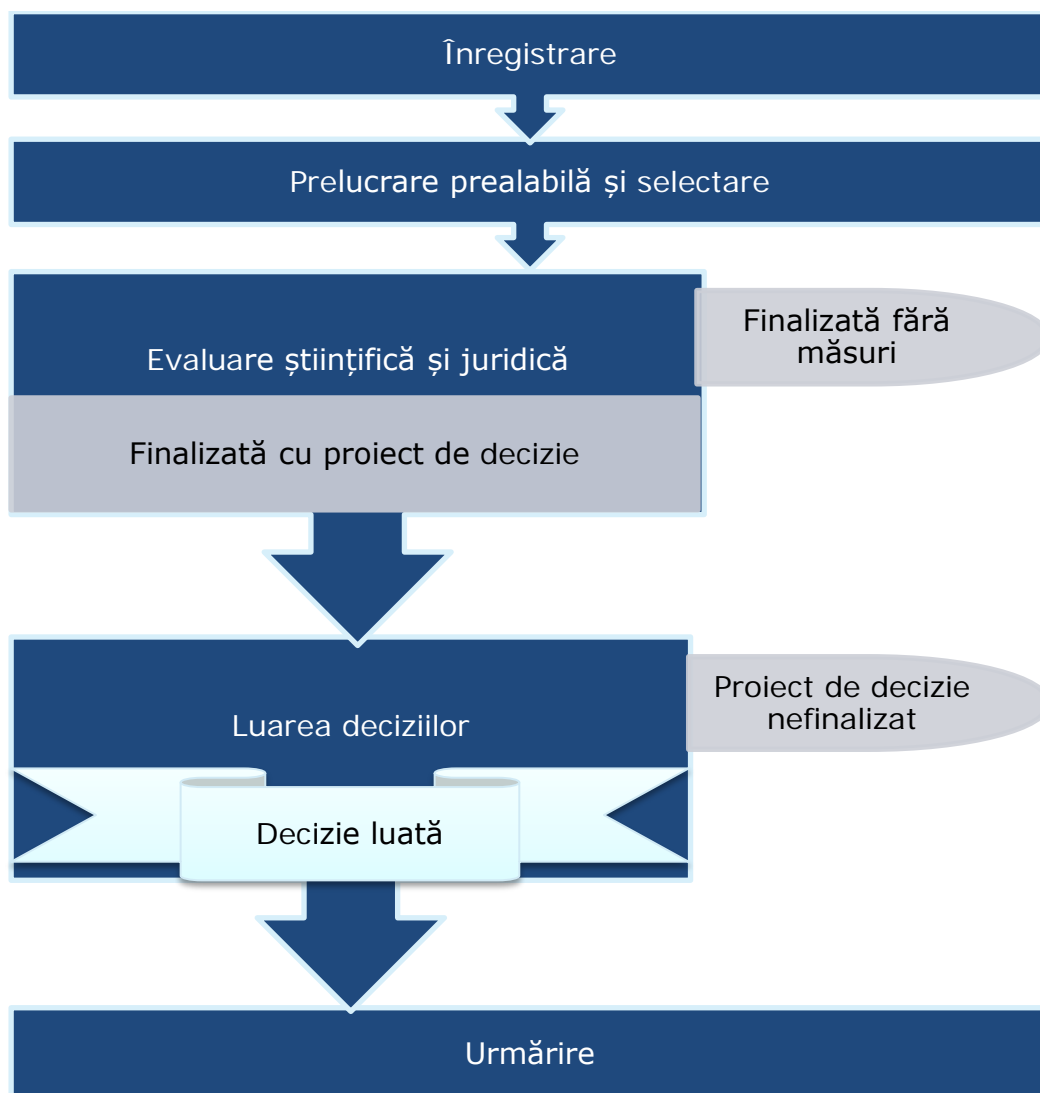 Înregistrare
Prelucrare prealabilă și selectare
Evaluare științifică și juridică
Finalizată fără
măsuri
Finalizată cu proiect de decizie
Luarea deciziilor
Proiect de decizie
nefinalizat
Decizie luată
Urmărire